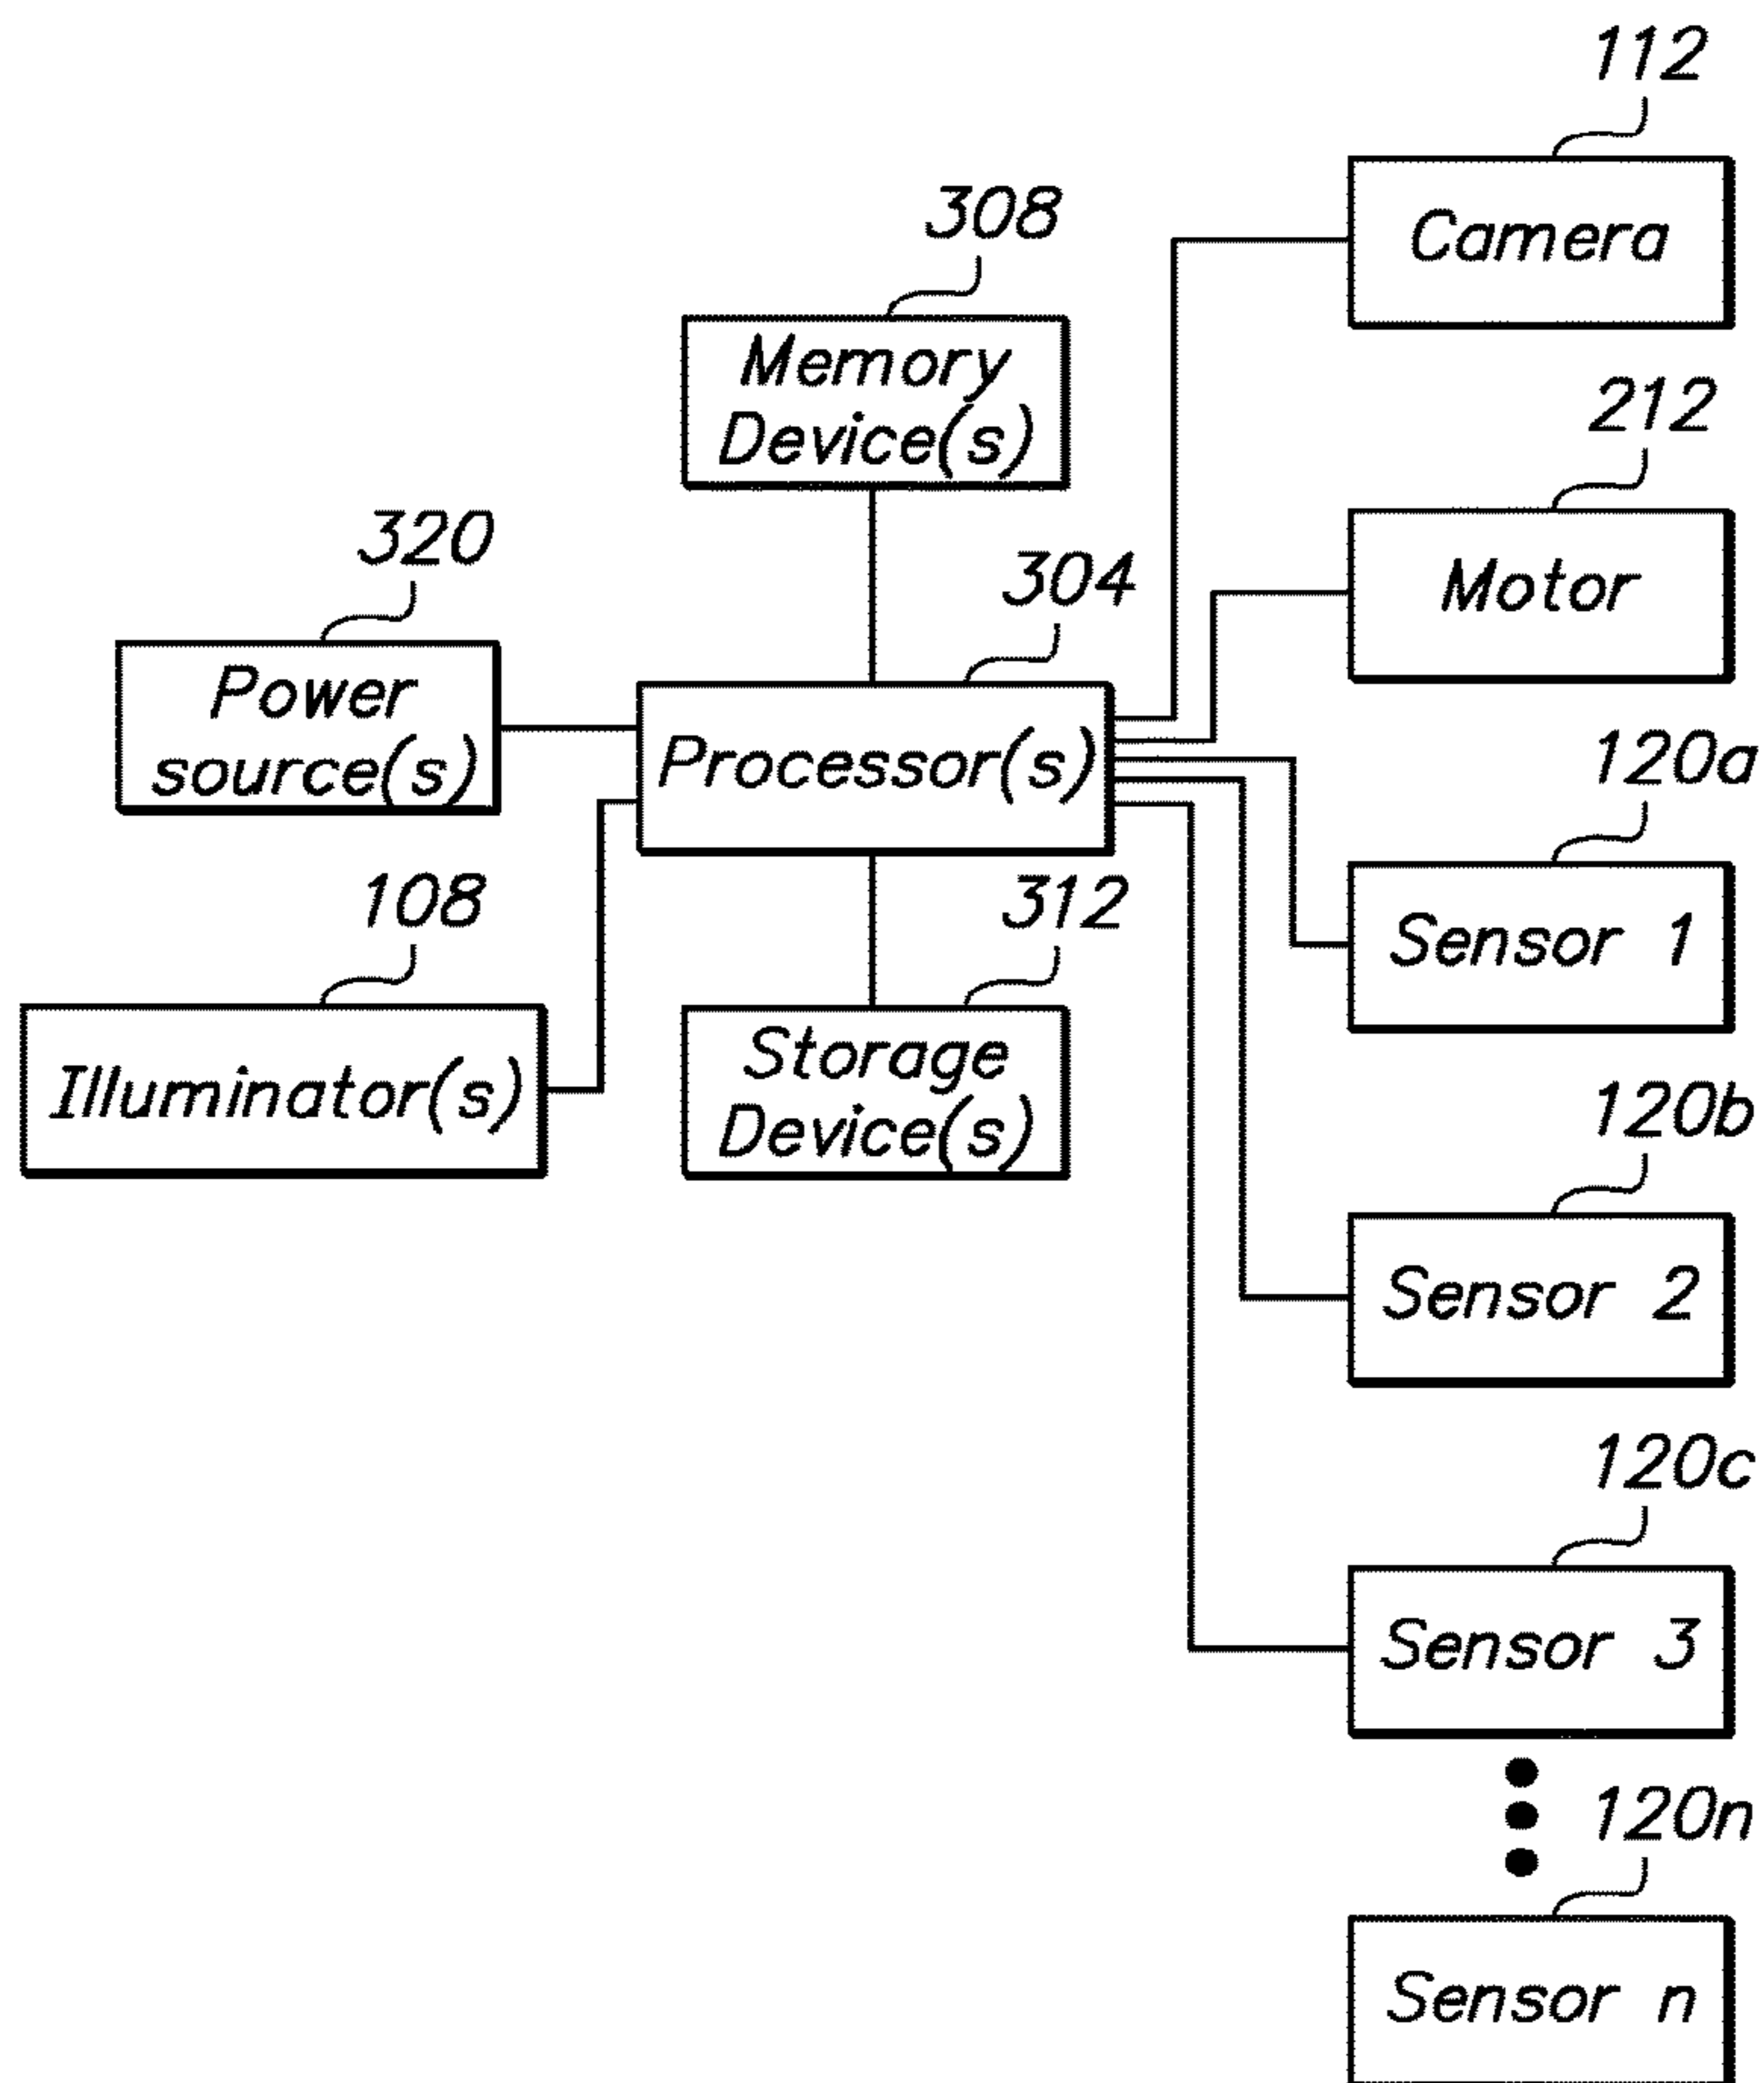 112
Camera
308
Memory
Device(s)
212
Motor
320
Power
source(s)
304
Processor(s)
120a
Sensor 1
108
Illuminator(s)
312
Storage
Device(s)
120b
Sensor 2
120c
Sensor 3
120n
Sensor n